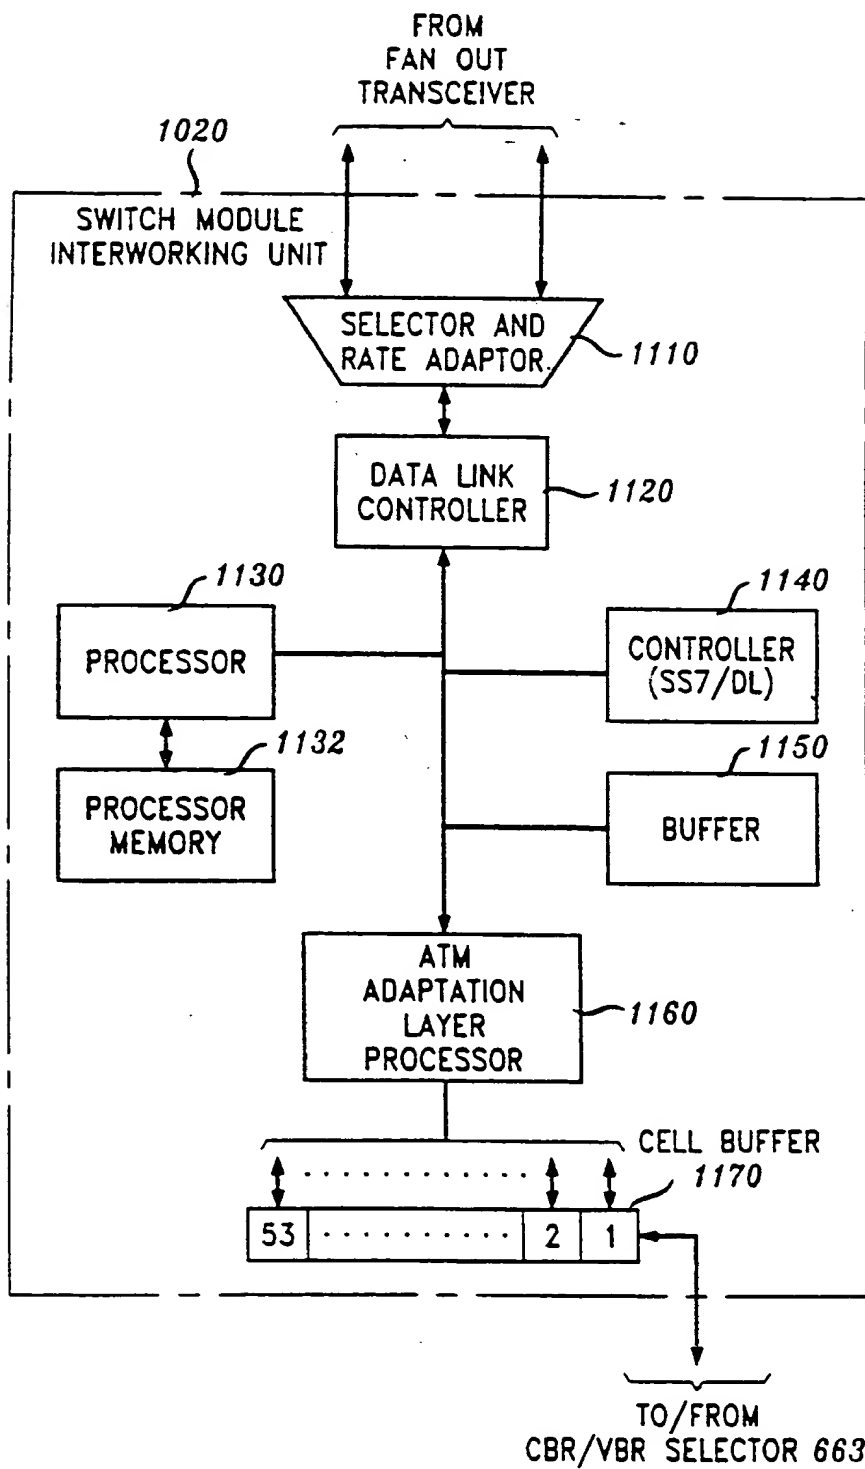 FROM
FAN OUT
TRANSCEIVER
1020
SWITCH MODULE
INTERWORKING UNIT
SELECTOR AND
RATE ADAPTOR.
1110
DATA LINK
CONTROLLER
1120
1130
PROCESSOR
1140
CONTROLLER
(SS7/DL)
1132
PROCESSOR
MEMORY
1150
BUFFER
ATM
ADAPTATION
LAYER
PROCESSOR
1160
CELL BUFFER
1170
53 .......... 2 1
TO/FROM
CBR/VBR SELECTOR 663